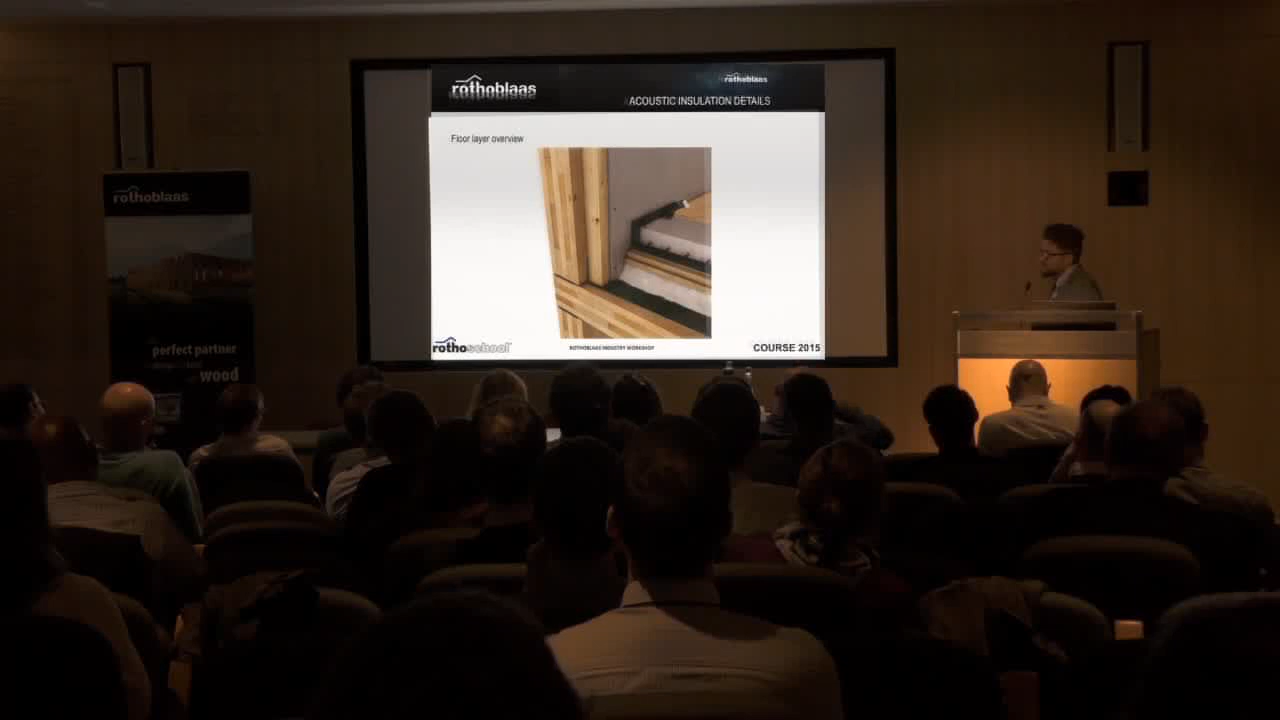 rothoblaas
rothoblaas
ACOUSTIC INSULATION DETAILS
Floor layer overview
rothoschool
ROTHOBLAAS INDUSTRY WORKSHOP
COURSE 2015
rothoblaas
perfect partner
wood